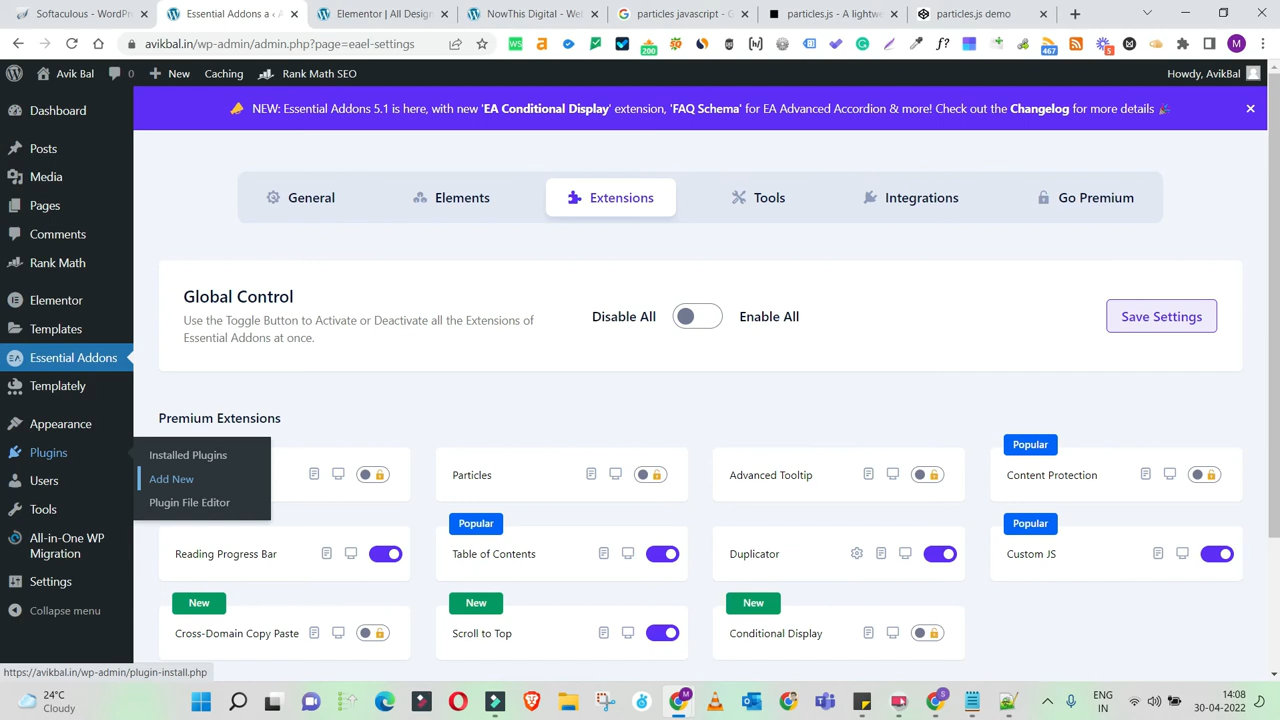 Softaculous - WordPr
Essential Addons a
Elementor | All Design
NowThis Digital - Web
particles javascript - G
particles.js - A lightwe
particles.js demo
avikbal.in/wp-admin/admin.php?page=eael-settings
200
467
5
M
Avik Bal
0
New
Caching
Rank Math SEO
Howdy, AvikBal
NEW: Essential Addons 5.1 is here, with new 'EA Conditional Display' extension, 'FAQ Schema' for EA Advanced Accordion & more! Check out the Changelog for more details
Dashboard
Posts
Media
Pages
Comments
Rank Math
Elementor
Templates
Essential Addons
Templately
Appearance
Plugins
Users
Tools
All-in-One WP
Migration
Settings
Collapse menu
Installed Plugins
Add New
Plugin File Editor
General
Elements
Extensions
Tools
Integrations
Go Premium
Global Control
Use the Toggle Button to Activate or Deactivate all the Extensions of
Essential Addons at once.
Disable All
Enable All
Save Settings
Premium Extensions
Particles
Advanced Tooltip
Popular
Content Protection
Reading Progress Bar
Popular
Table of Contents
Duplicator
Popular
Custom JS
New
Cross-Domain Copy Paste
New
Scroll to Top
New
Conditional Display
https://avikbal.in/wp-admin/plugin-install.php
24°C
Cloudy
ENG
IN
14:08
30-04-2022